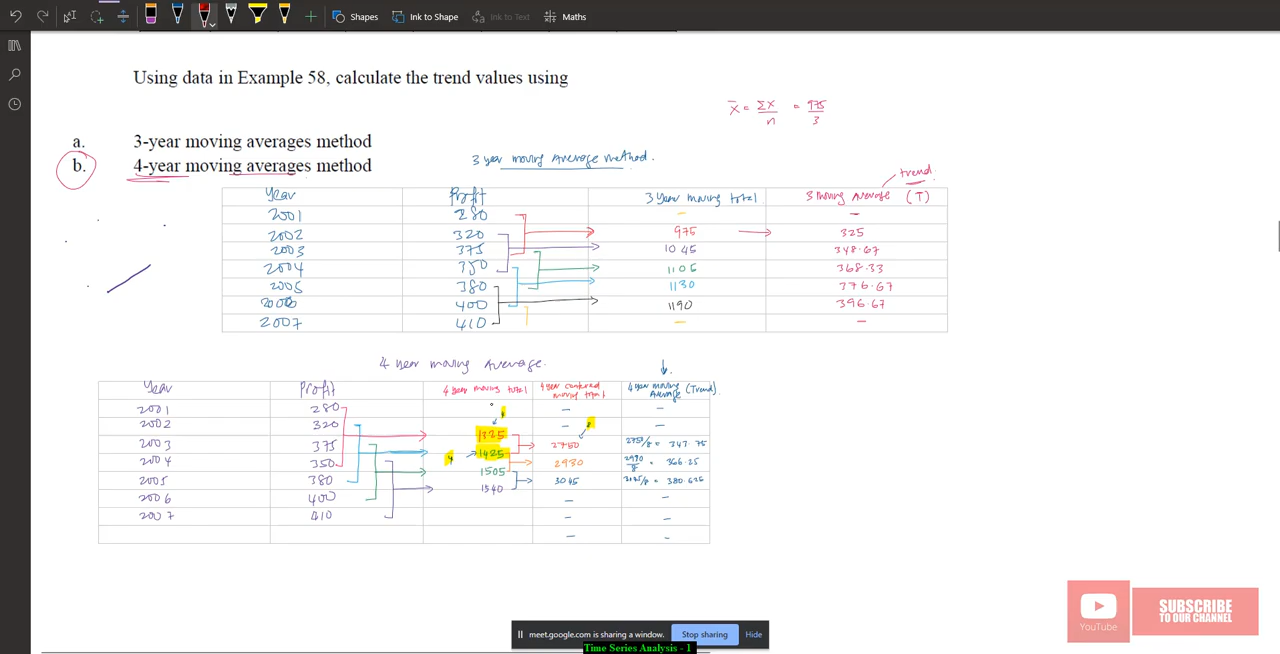 Shapes Ink to Shape Ink to Text Maths
Using data in Example 58, calculate the trend values using
x̄ = Σx/n = 975/3
a. 3-year moving averages method
b. 4-year moving averages method
3 year moving Average method.
trend
Year Profit 3 year moving total 3 moving Average (T)
2001 280 - -
2002 320 975 325
2003 375 1045 348.67
2004 350 1105 368.33
2005 380 1130 376.67
2006 400 1190 396.67
2007 410 - -
4 year moving Average.
Year Profit 4 year moving total 4 year centred moving total 4 year moving Average (Trend)
2001 280 - -
2002 320 - -
4 8
1325
2003 375 2750 2750/8 = 343.75
4 1425
2004 350 2930 2930/8 = 366.25
1505
2005 380 3045 3045/8 = 380.625
1540
2006 400 - -
2007 410 - -
- -
YouTube
SUBSCRIBE
TO OUR CHANNEL
meet.google.com is sharing a window. Stop sharing Hide
Time Series Analysis - 1